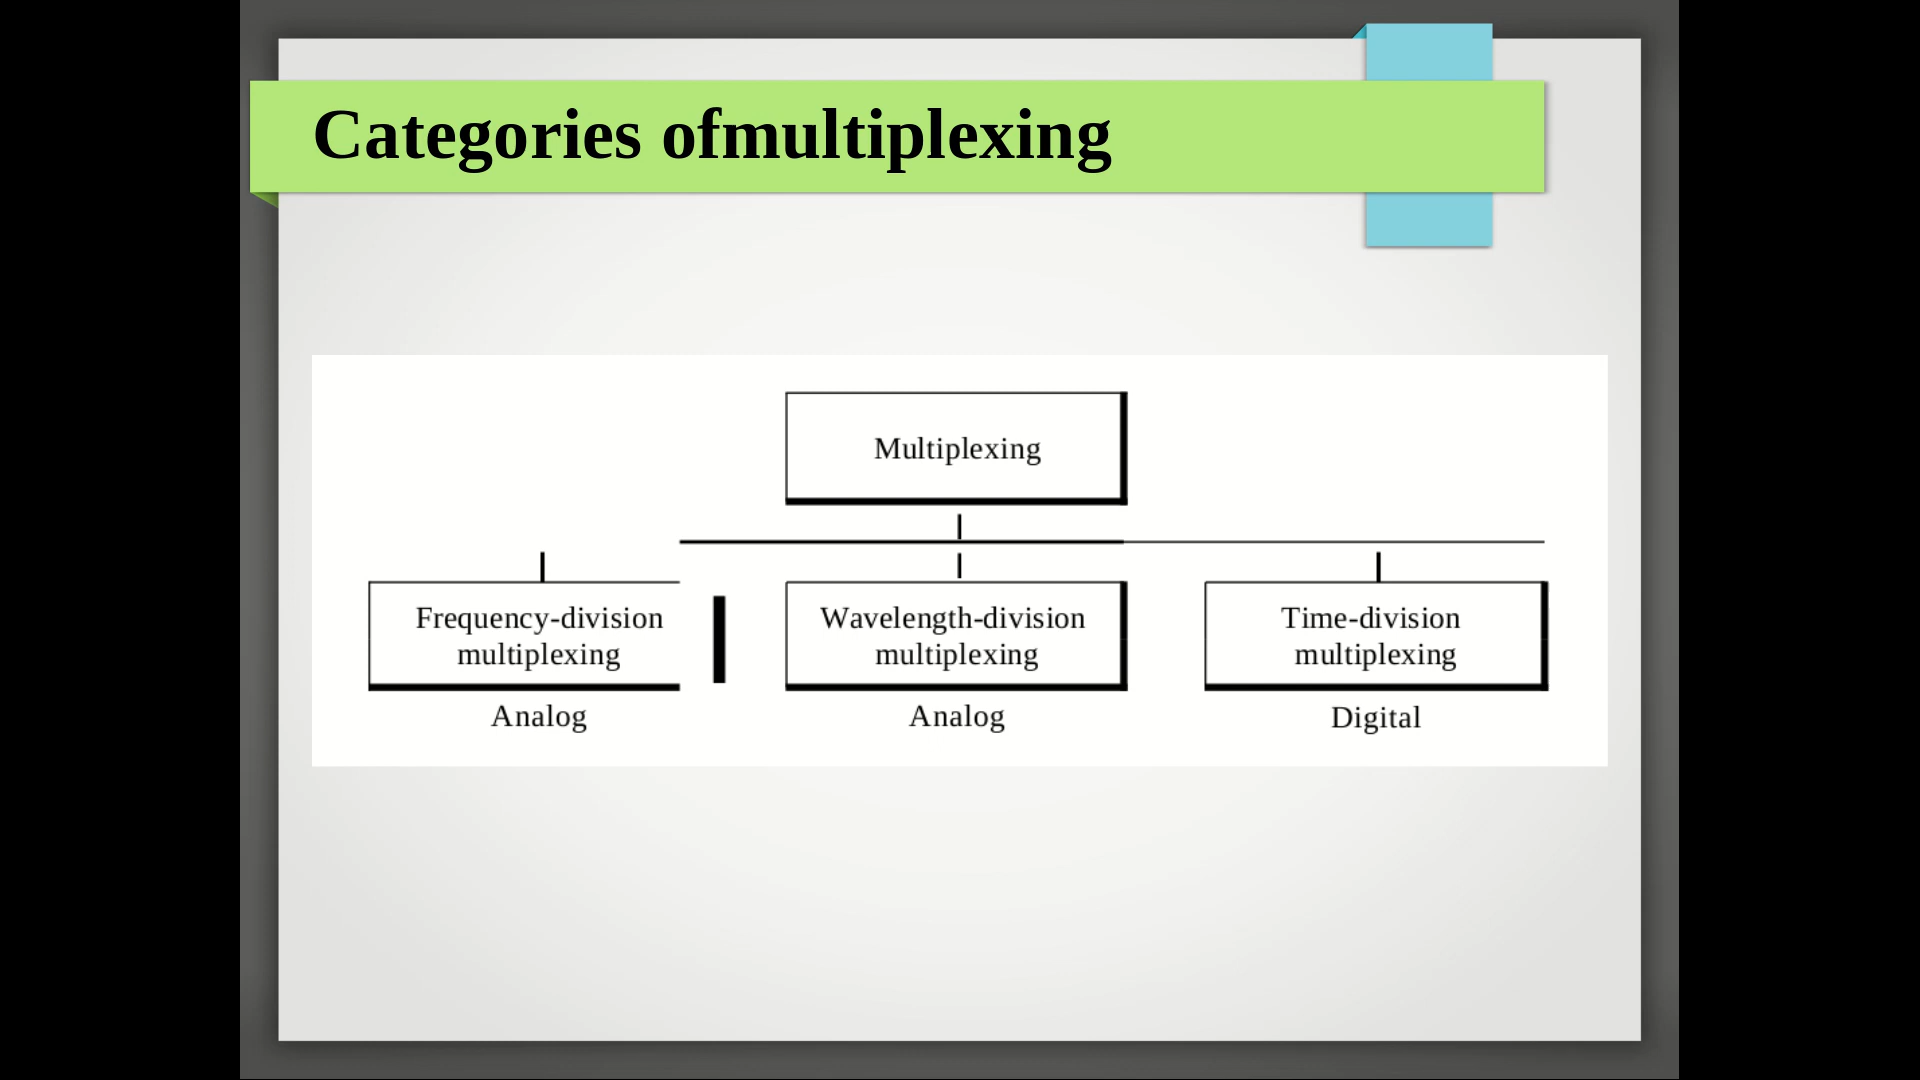 Categories ofmultiplexing
Multiplexing
Frequency-division
multiplexing
Analog
Wavelength-division
multiplexing
Analog
Time-division
multiplexing
Digital